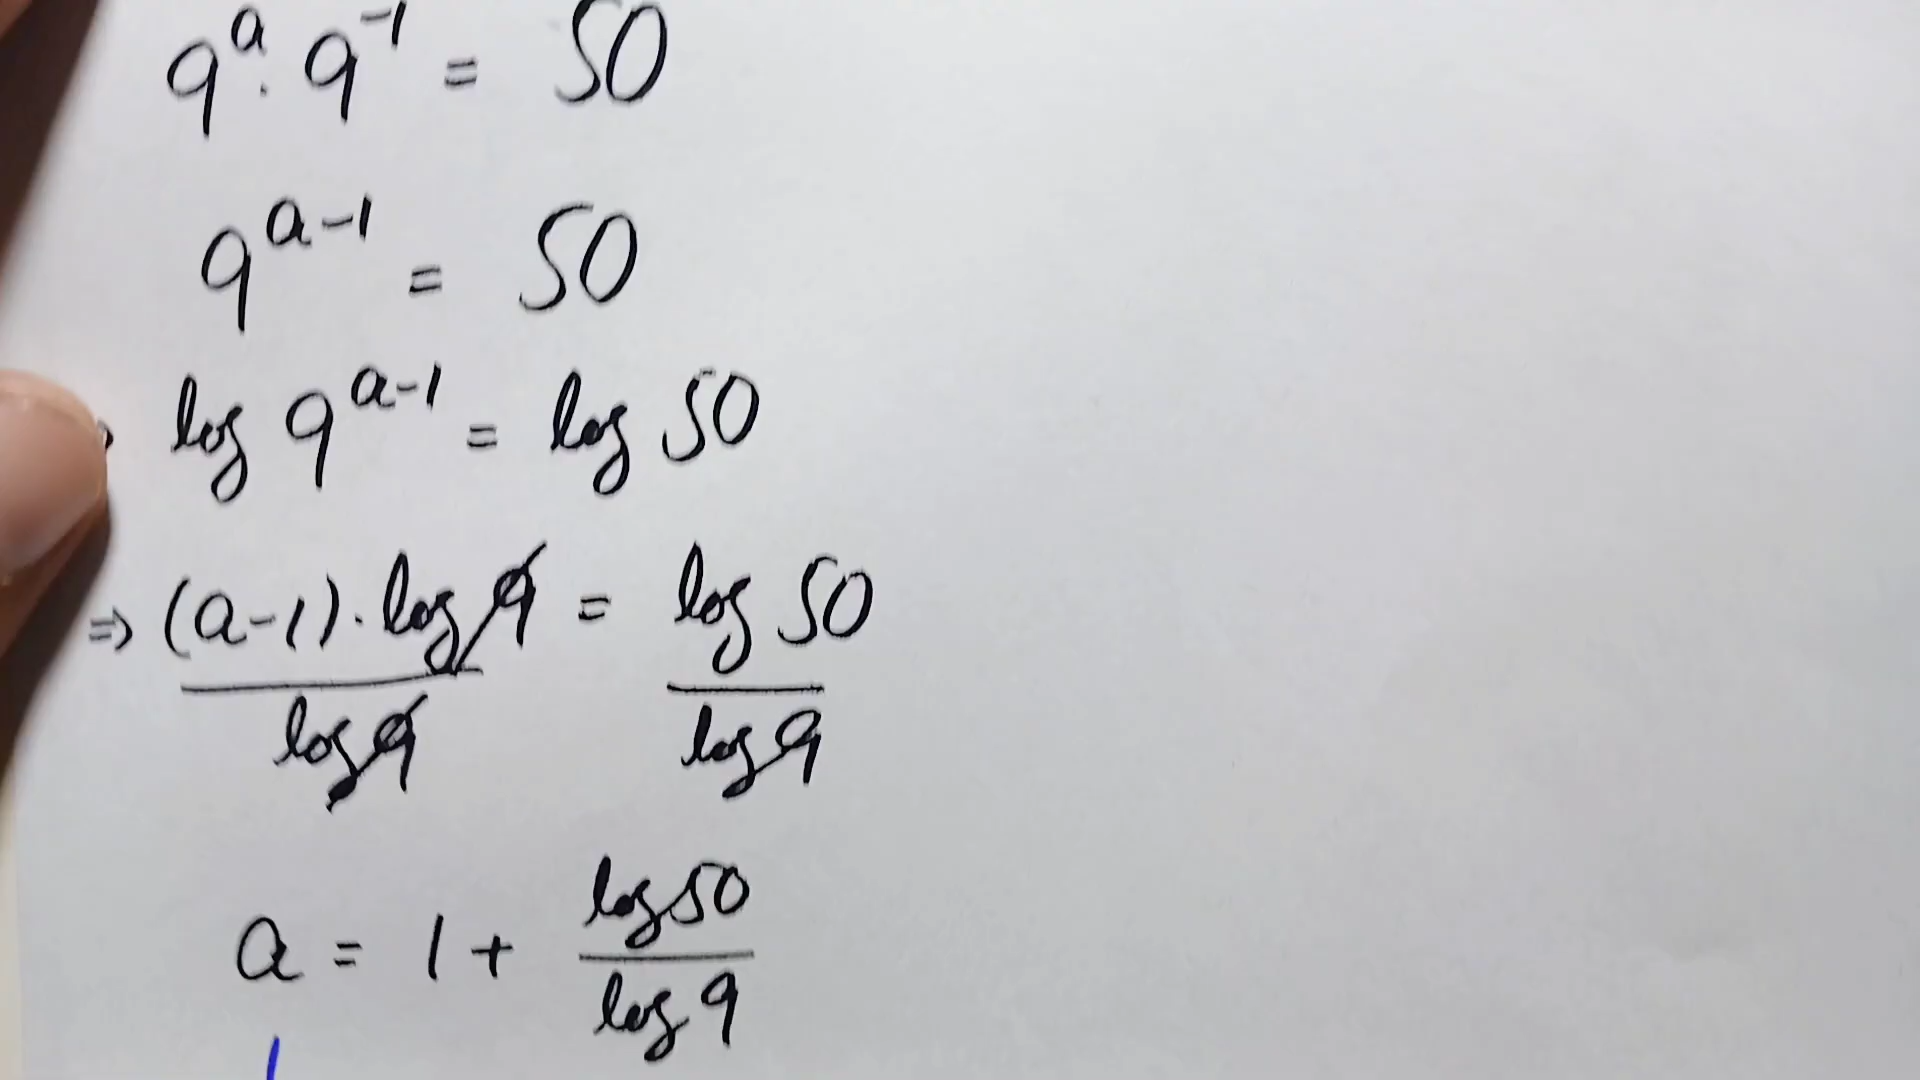 9^a · 9^-1 = 50
9^a-1 = 50
log 9^a-1 = log 50
⇒ (a-1) · log 9 / log 9 = log 50 / log 9
a = 1 + log 50 / log 9